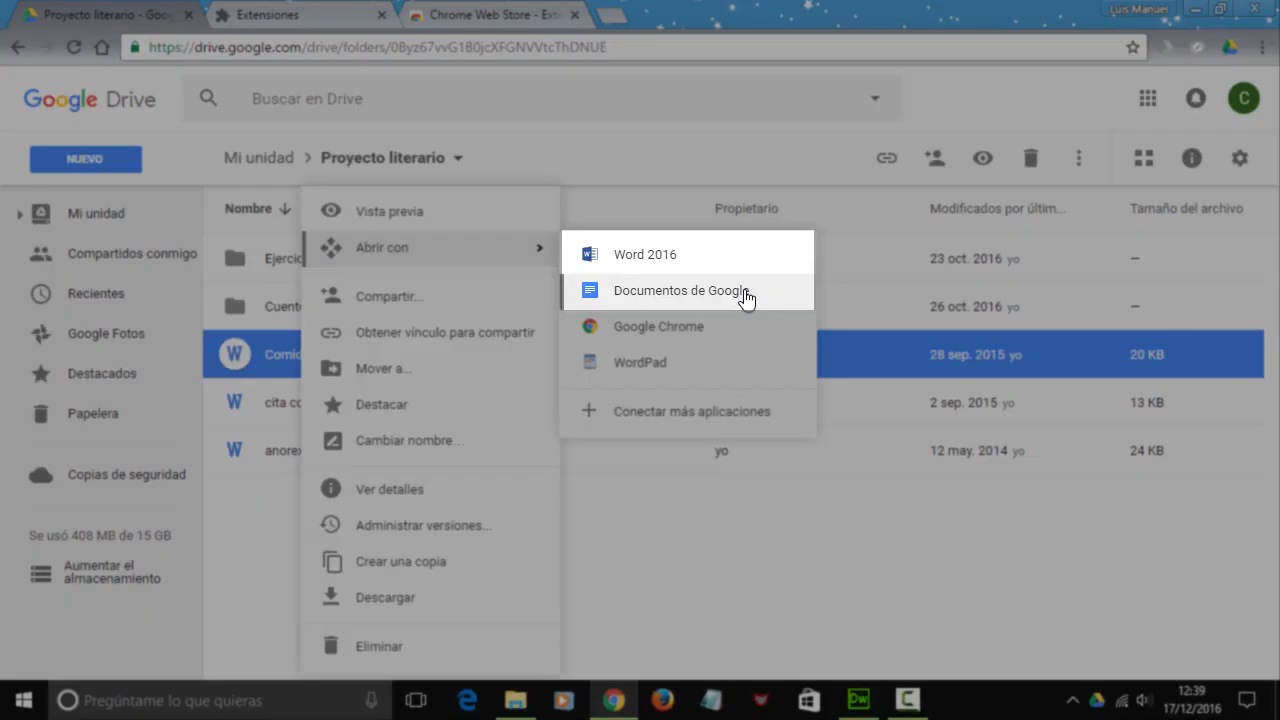 Proyecto literario - Goo
Extensiones
Chrome Web Store - Ext
Luis Manuel
https://drive.google.com/drive/folders/0Byz67vvG1B0jcXFGNVVtcThDNUE
Google Drive
Buscar en Drive
C
NUEVO
Mi unidad > Proyecto literario
Mi unidad
Compartidos conmigo
Recientes
Google Fotos
Destacados
Papelera
Copias de seguridad
Se usó 408 MB de 15 GB
Aumentar el
almacenamiento
Nombre
Propietario
Modificados por últim...
Tamaño del archivo
Ejercic
23 oct. 2016 yo
–
Cuento
26 oct. 2016 yo
–
W
28 sep. 2015 yo
20 KB
W cita co
2 sep. 2015 yo
13 KB
W anorex
yo
12 may. 2014 yo
24 KB
Vista previa
Abrir con
Compartir...
Obtener vínculo para compartir
Mover a...
Destacar
Cambiar nombre...
Ver detalles
Administrar versiones...
Crear una copia
Descargar
Eliminar
Word 2016
Documentos de Google
Google Chrome
WordPad
Conectar más aplicaciones
Pregúntame lo que quieras
Dw
12:39
17/12/2016